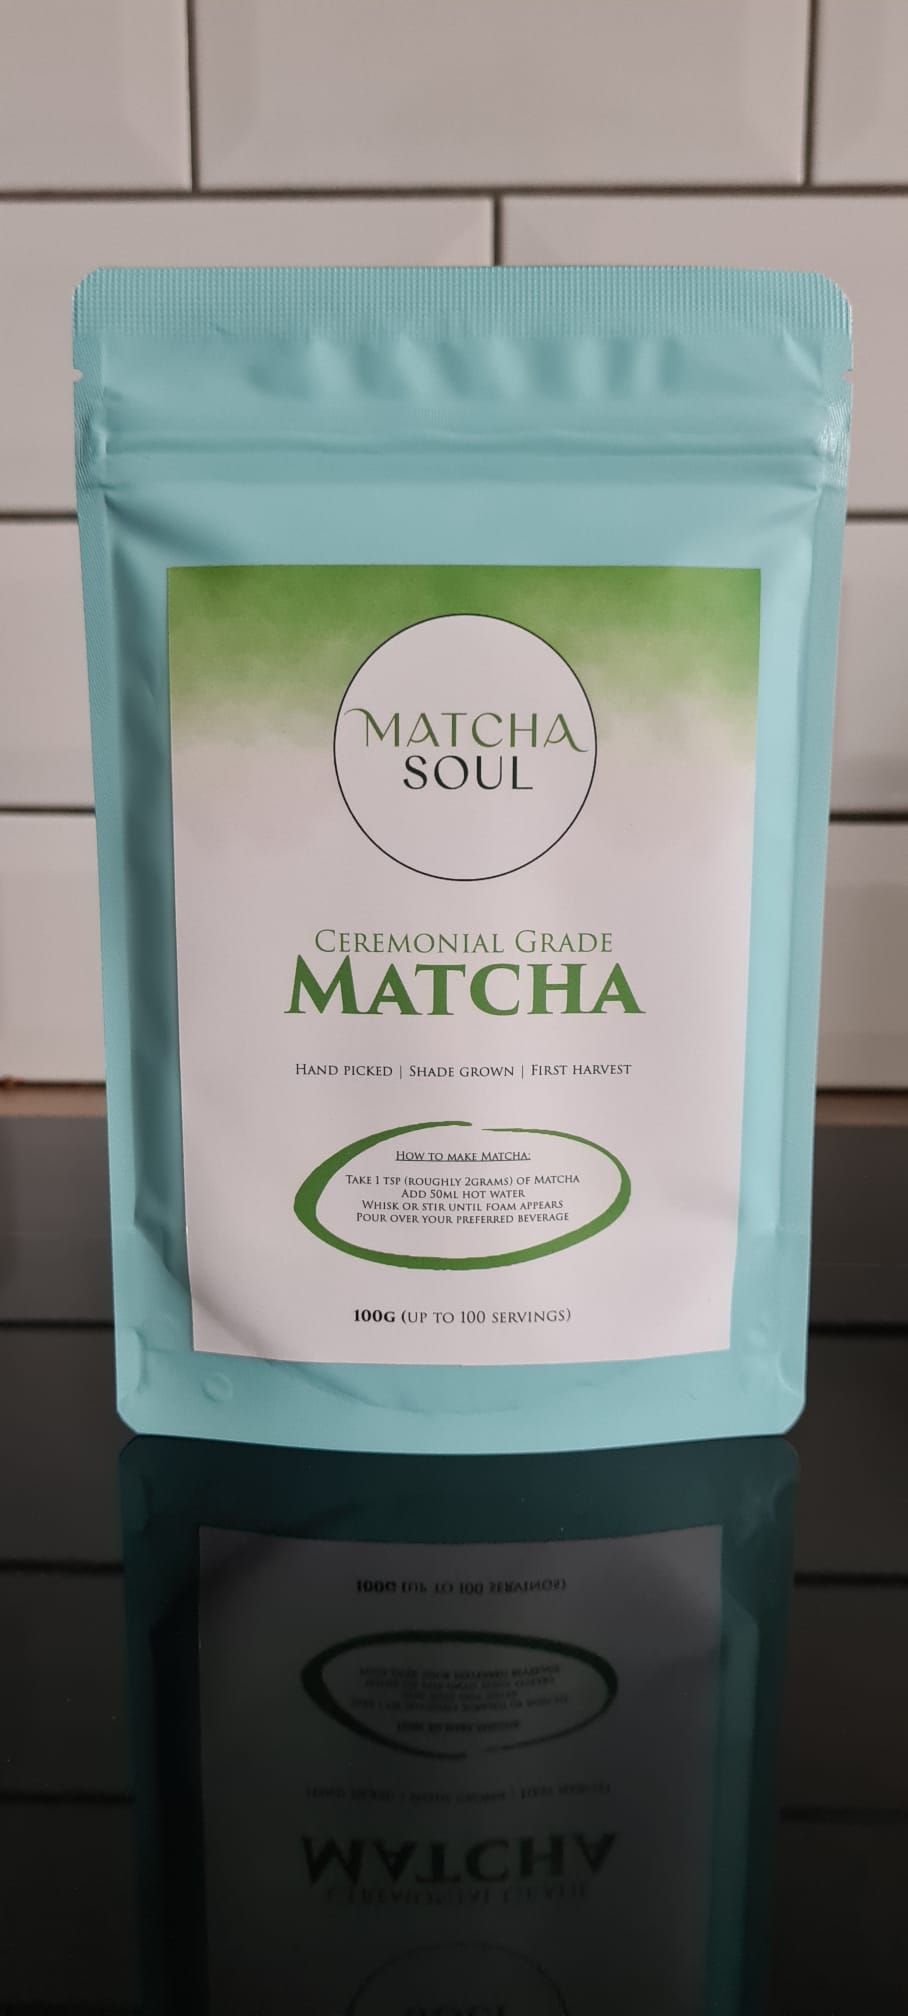 MATCHA
SOUL
CEREMONIAL GRADE
MATCHA
HAND PICKED | SHADE GROWN | FIRST HARVEST
HOW TO MAKE MATCHA:
TAKE 1 TSP (ROUGHLY 2GRAMS) OF MATCHA
ADD 50ML HOT WATER
WHISK OR STIR UNTIL FOAM APPEARS
POUR OVER YOUR PREFERRED BEVERAGE
100G (UP TO 100 SERVINGS)